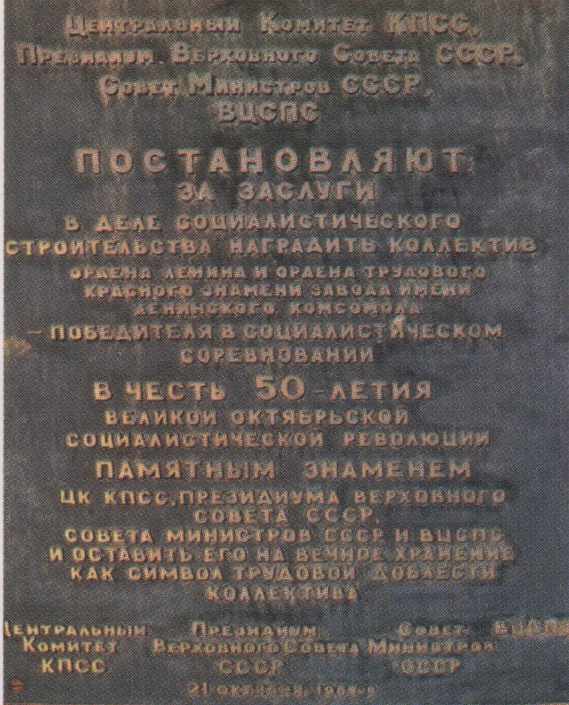 Центральный Комитет КПСС,
Президиум Верховного Совета СССР,
Совет Министров СССР,
ВЦСПС
ПОСТАНОВЛЯЮТ
ЗА ЗАСЛУГИ
В ДЕЛЕ СОЦИАЛИСТИЧЕСКОГО
СТРОИТЕЛЬСТВА НАГРАДИТЬ КОЛЛЕКТИВ
ОРДЕНА ЛЕНИНА И ОРДЕНА ТРУДОВОГО
КРАСНОГО ЗНАМЕНИ ЗАВОДА ИМЕНИ
ЛЕНИНСКОГО КОМСОМОЛА
— ПОБЕДИТЕЛЯ В СОЦИАЛИСТИЧЕСКОМ
СОРЕВНОВАНИИ
В ЧЕСТЬ 50-ЛЕТИЯ
ВЕЛИКОЙ ОКТЯБРЬСКОЙ
СОЦИАЛИСТИЧЕСКОЙ РЕВОЛЮЦИИ
ПАМЯТНЫМ ЗНАМЕНЕМ
ЦК КПСС, ПРЕЗИДИУМА ВЕРХОВНОГО
СОВЕТА СССР,
СОВЕТА МИНИСТРОВ СССР И ВЦСПС
И ОСТАВИТЬ ЕГО НА ВЕЧНОЕ ХРАНЕНИЕ
КАК СИМВОЛ ТРУДОВОЙ ДОБЛЕСТИ
КОЛЛЕКТИВА
Центральный Президиум Совет ВЦСПС
Комитет Верховного Совета Министров
КПСС СССР СССР
21 октября